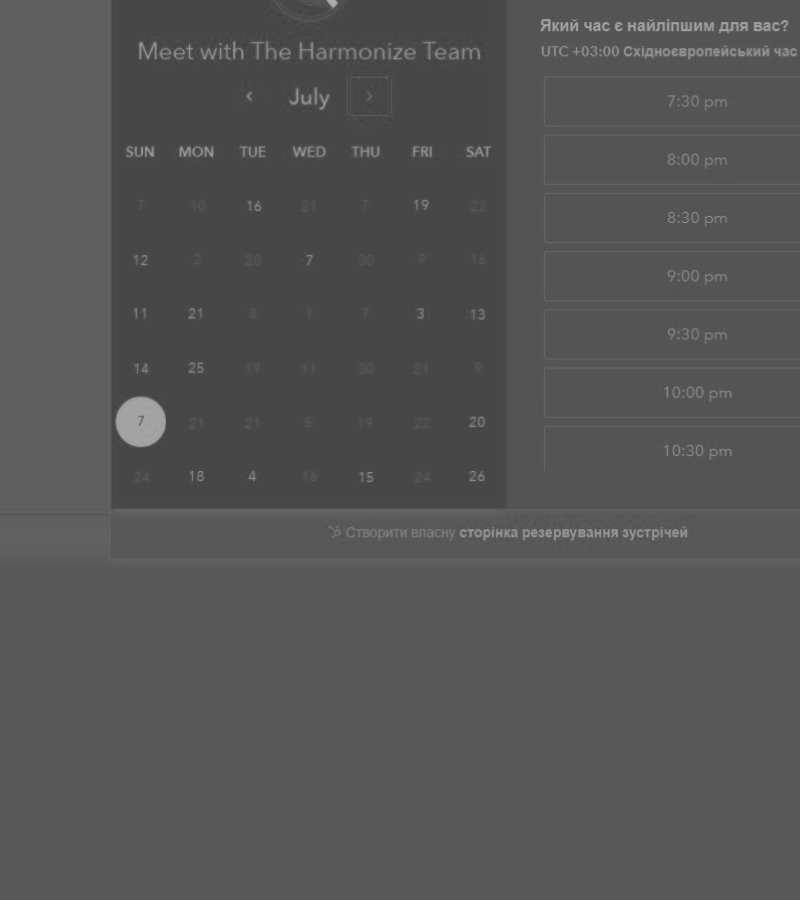 Meet with The Harmonize Team
July
SUN MON TUE WED THU FRI SAT
7 10 16 21 7 19 22
12 2 20 7 30 9 16
11 21 8 1 7 3 13
14 25 19 11 30 21 9
7 21 21 5 19 22 20
24 18 4 16 15 24 26
Який час є найліпшим для вас?
UTC +03:00 Східноєвропейський час
7:30 pm
8:00 pm
8:30 pm
9:00 pm
9:30 pm
10:00 pm
10:30 pm
Створити власну сторінка резервування зустрічей